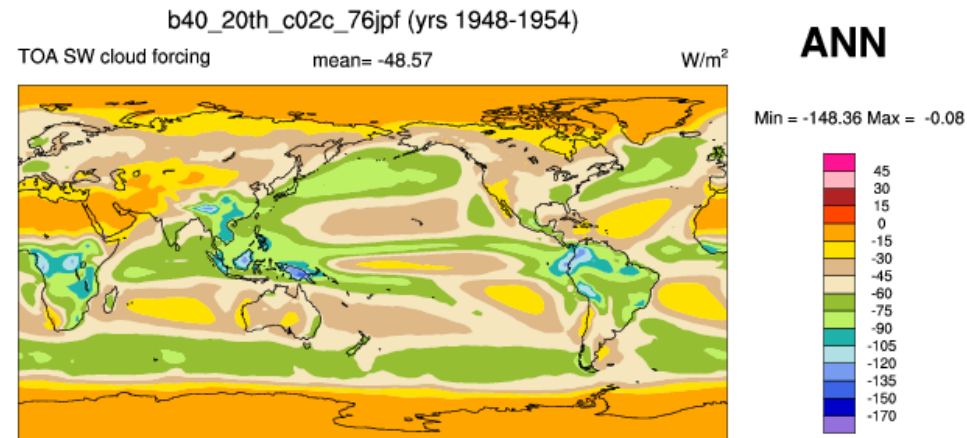 b40_20th_c02c_76jpf (yrs 1948-1954)
ANN
TOA SW cloud forcing
mean= -48.57
W/m²
Min = -148.36 Max = -0.08
45
30
15
0
-15
-30
-45
-60
-75
-90
-105
-120
-135
-150
-170